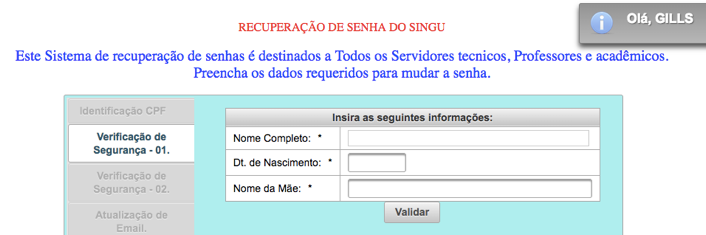 Olá, GILLS
RECUPERAÇÃO DE SENHA DO SINGU
Este Sistema de recuperação de senhas é destinados a Todos os Servidores tecnicos, Professores e acadêmicos.
Preencha os dados requeridos para mudar a senha.
Identificação CPF
Verificação de
Segurança - 01.
Verificação de
Segurança - 02.
Atualização de
Email.
Insira as seguintes informações:
Nome Completo: *
Dt. de Nascimento: *
Nome da Mãe: *
Validar